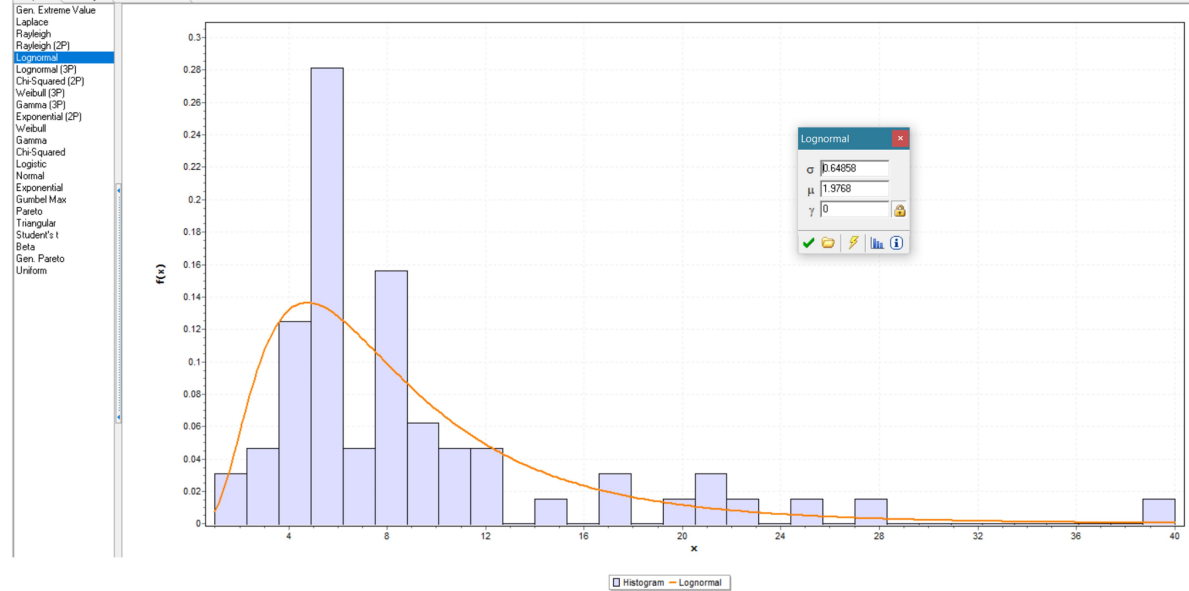 Gen. Extreme Value
Laplace
Rayleigh
Rayleigh (2P)
Lognormal
Lognormal (3P)
Chi-Squared (2P)
Weibull (3P)
Gamma (3P)
Exponential (2P)
Weibull
Gamma
Chi-Squared
Logistic
Normal
Exponential
Gumbel Max
Pareto
Triangular
Student's t
Beta
Gen. Pareto
Uniform
f(x)
0.3
0.28
0.26
0.24
0.22
0.2
0.18
0.16
0.14
0.12
0.1
0.08
0.06
0.04
0.02
0
Lognormal
σ 0.64858
μ 1.9768
γ 0
4 8 12 16 20 24 28 32 36 40
x
Histogram Lognormal